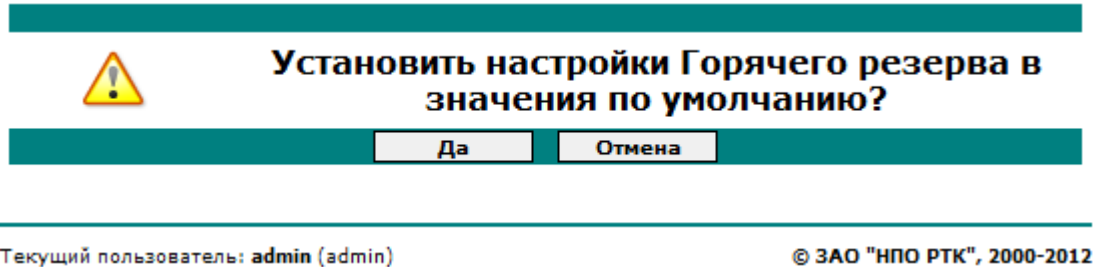 Установить настройки Горячего резерва в
значения по умолчанию?
Да Отмена
Текущий пользователь: admin (admin) © ЗАО "НПО РТК", 2000-2012